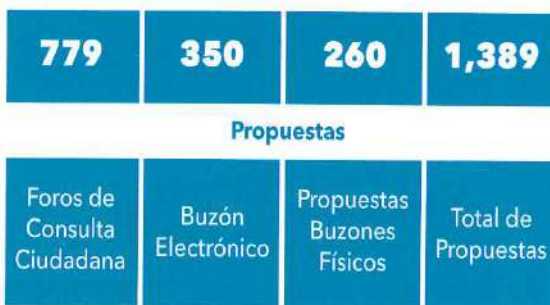 779 350 260 1,389
Propuestas
Foros de
Consulta
Ciudadana
Buzón
Electrónico
Propuestas
Buzones
Físicos
Total de
Propuestas